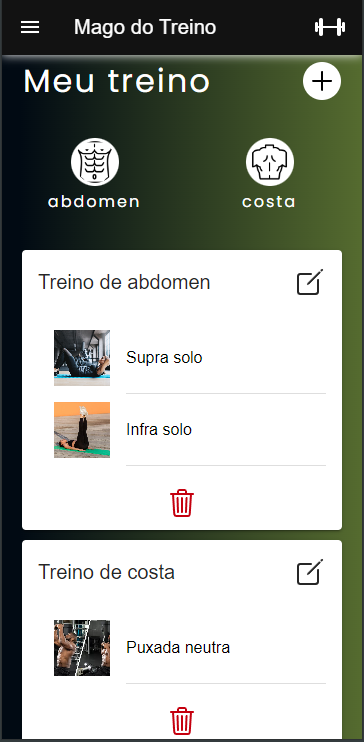 Mago do Treino
Meu treino
abdomen
costa
Treino de abdomen
Supra solo
Infra solo
Treino de costa
Puxada neutra